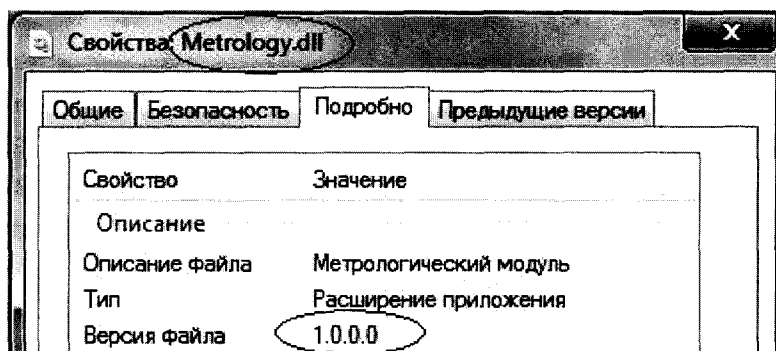 Свойства: Metrology.dll
X
Общие Безопасность Подробно Предыдущие версии
Свойство Значение
Описание
Описание файла Метрологический модуль
Тип Расширение приложения
Версия файла 1.0.0.0